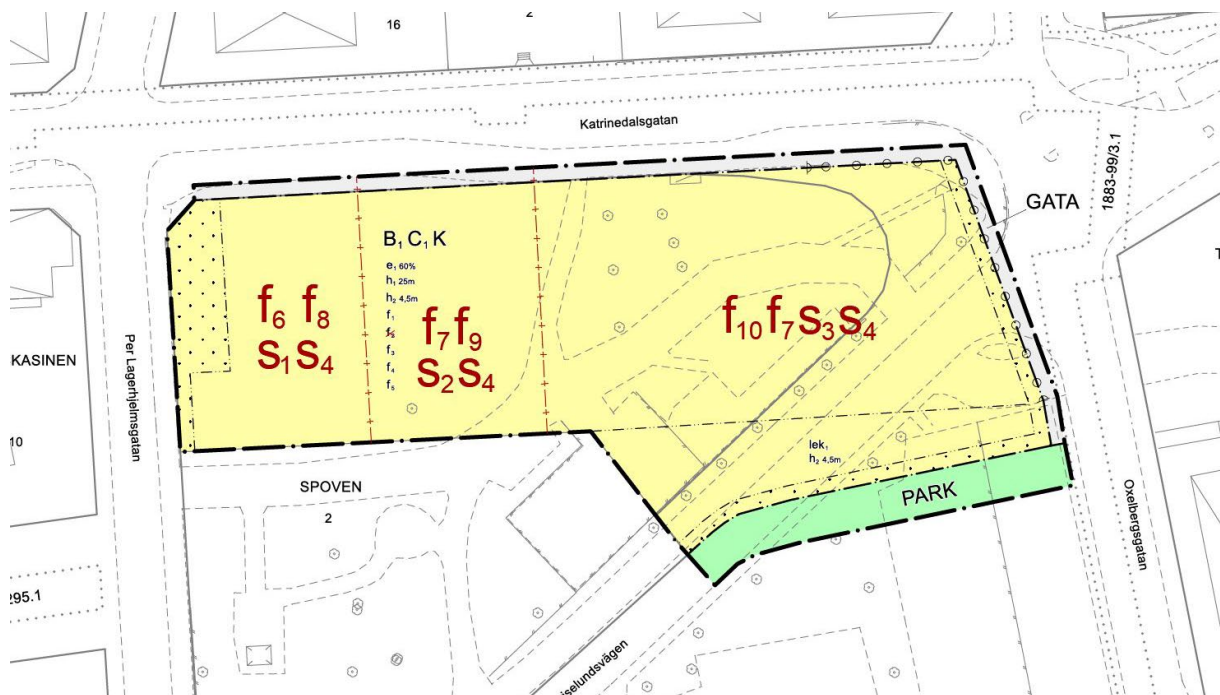 16
2
Katrinedalsgatan
1883-99/3.1
GATA
B₁ C₁ K
e₁ 60%
h₁ 25m
h₂ 4,5m
f₁
f₃
f₄
f₅
f₆ f₈
s₁ s₄
f₇ f₉
s₂ s₄
f₁₀ f₇ s₃ s₄
KASINEN
10
Per Lagerhjelmsgatan
lek₁
h₂ 4,5m
PARK
SPOVEN
2
Oxelbergsgatan
295.1
iselundsvägen
T